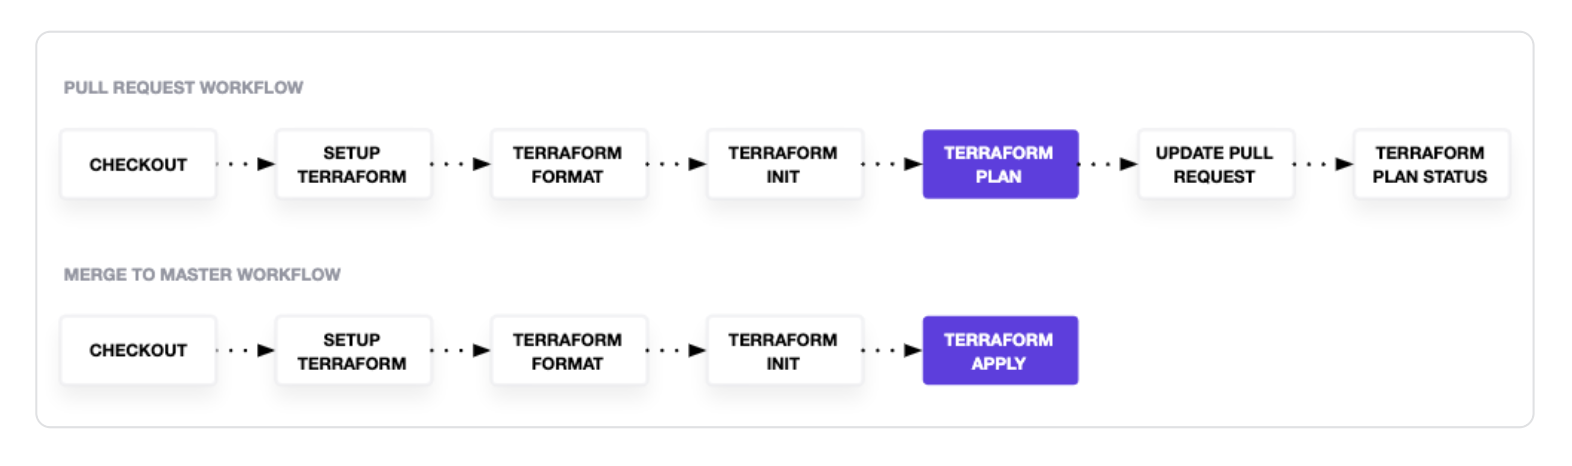 PULL REQUEST WORKFLOW
CHECKOUT
SETUP
TERRAFORM
TERRAFORM
FORMAT
TERRAFORM
INIT
TERRAFORM
PLAN
UPDATE PULL
REQUEST
TERRAFORM
PLAN STATUS
MERGE TO MASTER WORKFLOW
CHECKOUT
SETUP
TERRAFORM
TERRAFORM
FORMAT
TERRAFORM
INIT
TERRAFORM
APPLY